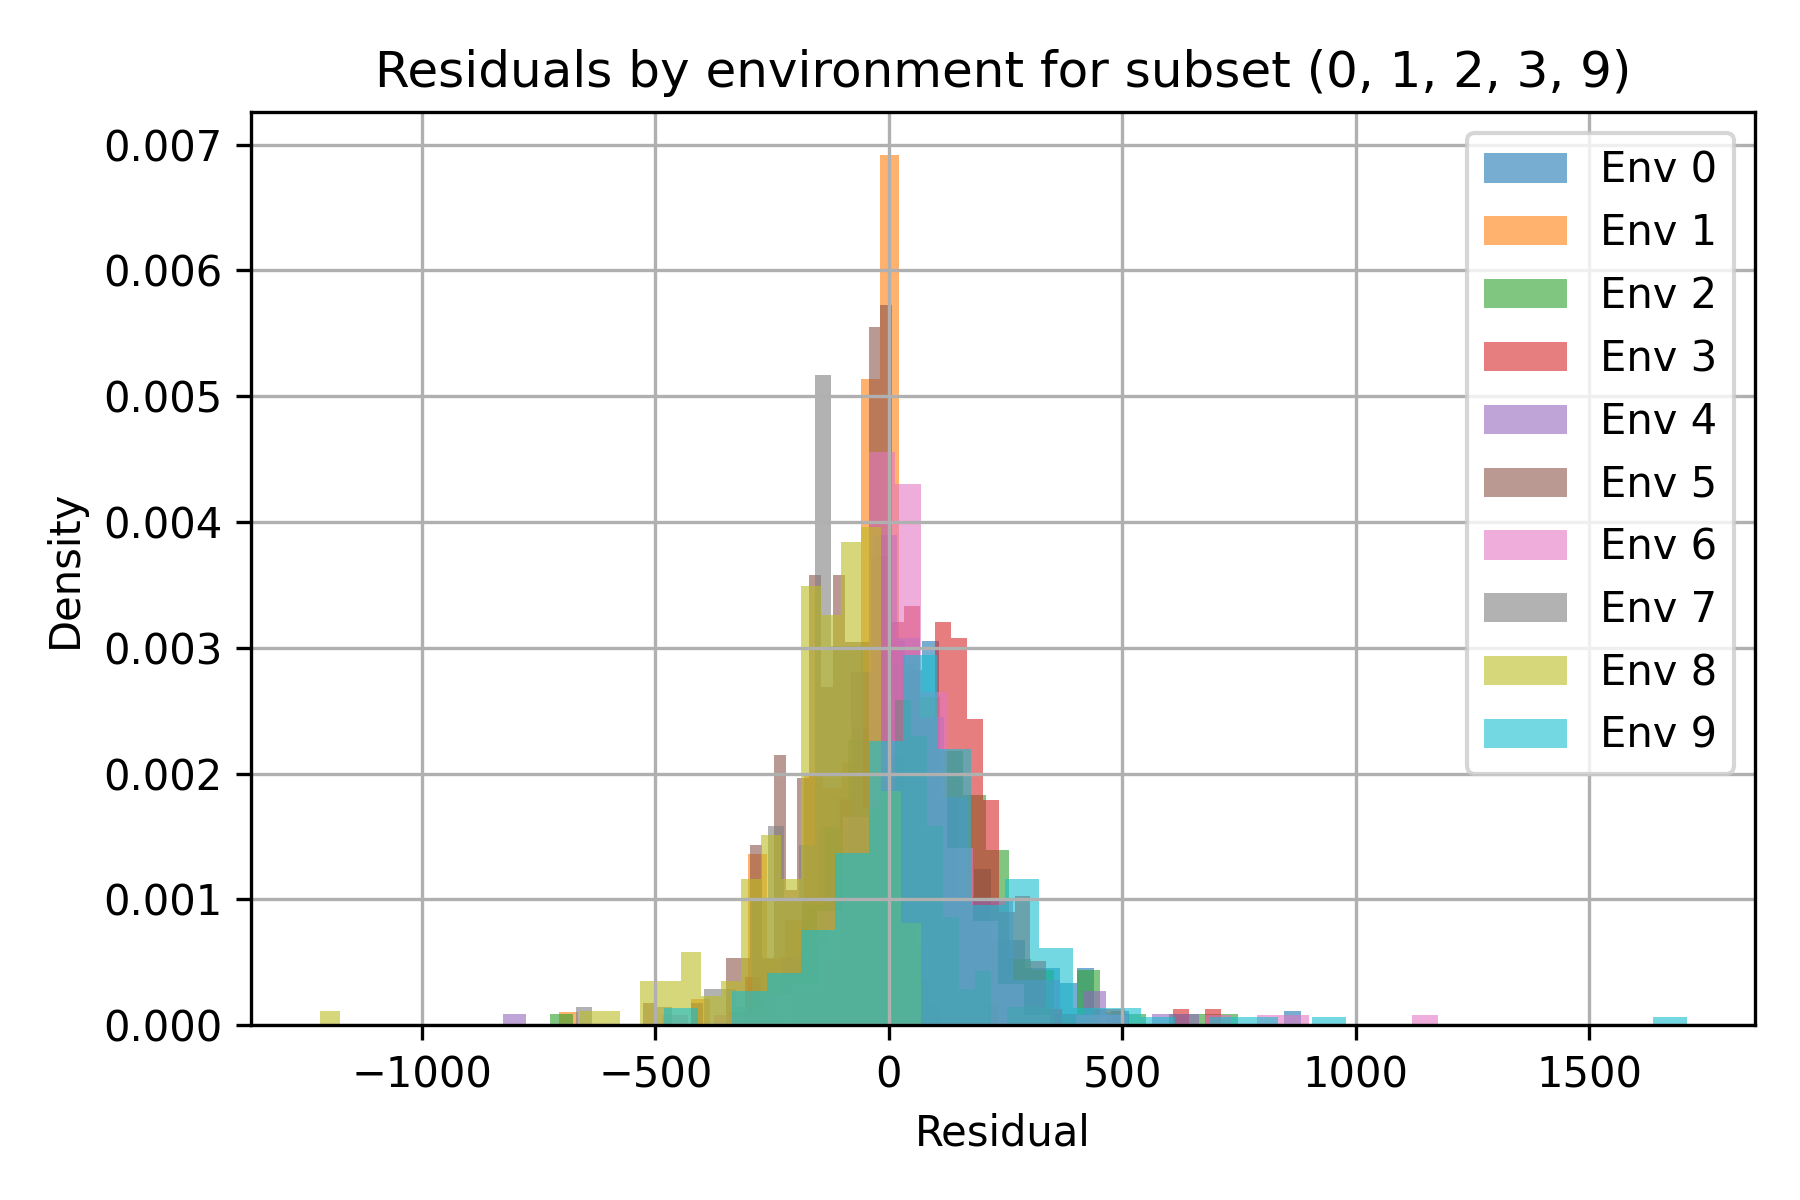 Residuals by environment for subset (0, 1, 2, 3, 9)
0.007
0.006
0.005
0.004
0.003
0.002
0.001
0.000
Density
Env 0
Env 1
Env 2
Env 3
Env 4
Env 5
Env 6
Env 7
Env 8
Env 9
−1000 −500 0 500 1000 1500
Residual